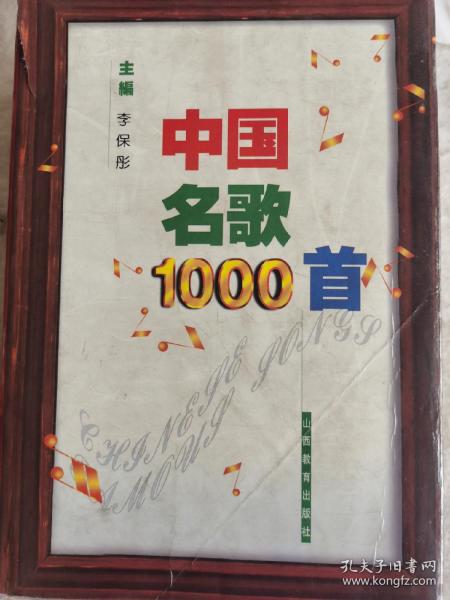 主編
李保彤
中国
名歌
1000首
CHINESE SONGS
FAMOUS
山西教育出版社
孔夫子旧书网
www.kongfz.com